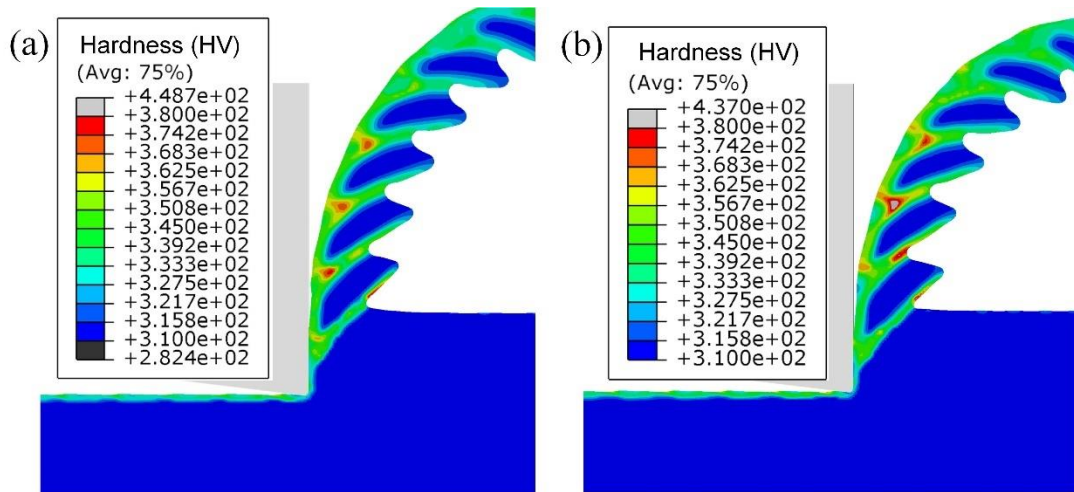 (a)
Hardness (HV)
(Avg: 75%)
+4.487e+02
+3.800e+02
+3.742e+02
+3.683e+02
+3.625e+02
+3.567e+02
+3.508e+02
+3.450e+02
+3.392e+02
+3.333e+02
+3.275e+02
+3.217e+02
+3.158e+02
+3.100e+02
+2.824e+02
(b)
Hardness (HV)
(Avg: 75%)
+4.370e+02
+3.800e+02
+3.742e+02
+3.683e+02
+3.625e+02
+3.567e+02
+3.508e+02
+3.450e+02
+3.392e+02
+3.333e+02
+3.275e+02
+3.217e+02
+3.158e+02
+3.100e+02